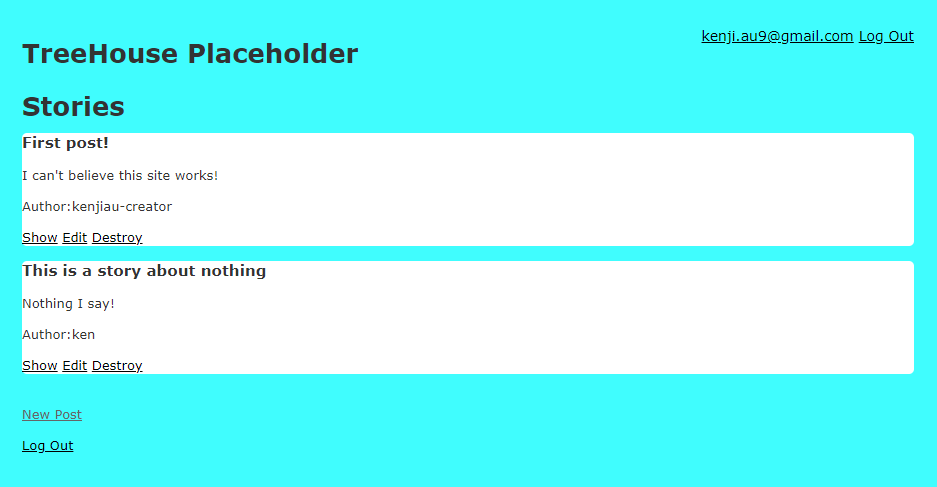 kenji.au9@gmail.com Log Out
TreeHouse Placeholder
Stories
First post!
I can't believe this site works!
Author:kenjiau-creator
Show Edit Destroy
This is a story about nothing
Nothing I say!
Author:ken
Show Edit Destroy
New Post
Log Out